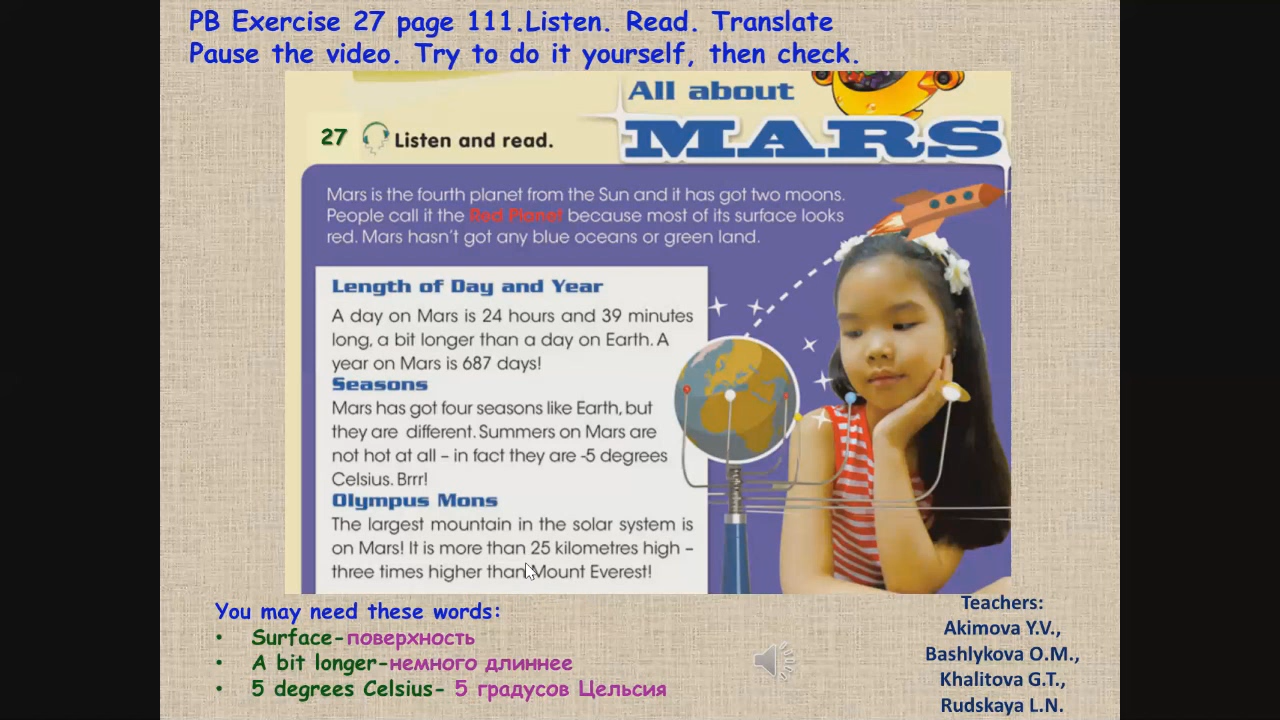 PB Exercise 27 page 111.Listen. Read. Translate
Pause the video. Try to do it yourself, then check.
All about
MARS
27 Listen and read.
Mars is the fourth planet from the Sun and it has got two moons.
People call it the Red Planet because most of its surface looks
red. Mars hasn't got any blue oceans or green land.
Length of Day and Year
A day on Mars is 24 hours and 39 minutes
long, a bit longer than a day on Earth. A
year on Mars is 687 days!
Seasons
Mars has got four seasons like Earth, but
they are different. Summers on Mars are
not hot at all – in fact they are -5 degrees
Celsius. Brrr!
Olympus Mons
The largest mountain in the solar system is
on Mars! It is more than 25 kilometres high –
three times higher than Mount Everest!
You may need these words:
• Surface-поверхность
• A bit longer-немного длиннее
• 5 degrees Celsius- 5 градусов Цельсия
Teachers:
Akimova Y.V.,
Bashlykova O.M.,
Khalitova G.T.,
Rudskaya L.N.